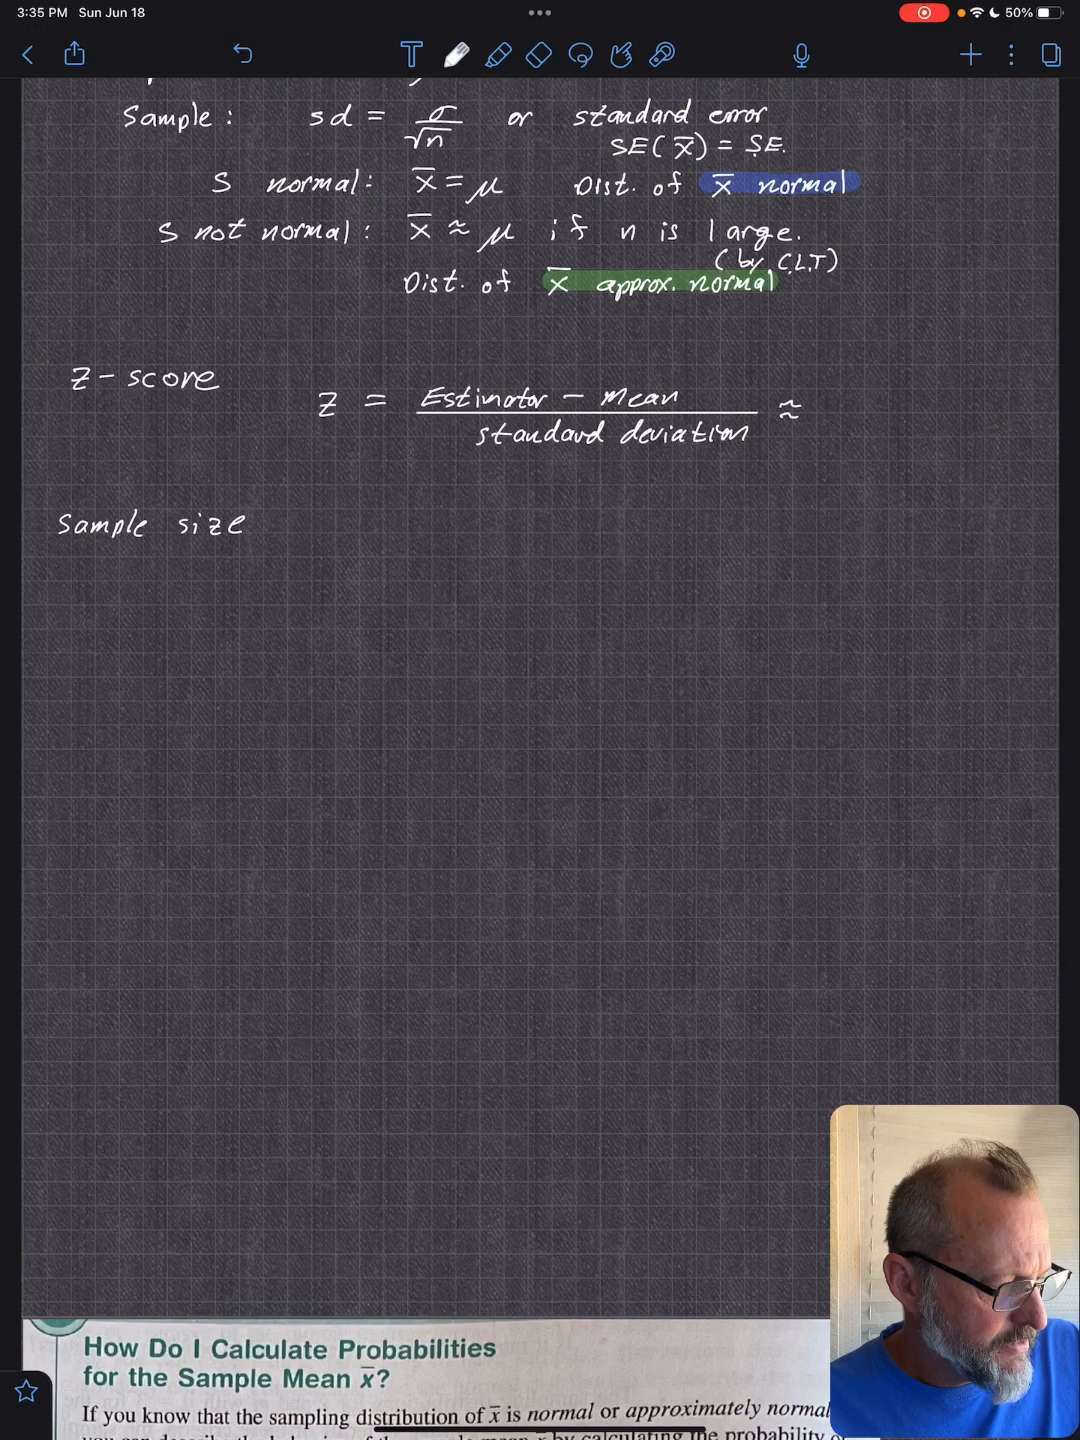 3:35 PM Sun Jun 18
50%
Sample : sd = σ/√n or standard error
SE( x̄ ) = SE.
S normal: x̄ = μ Dist. of x̄ normal
S not normal: x̄ ≈ μ if n is large.
( by C.L.T )
Dist. of x̄ approx. normal
Z - score
Z = Estimator - mean / standard deviation ≈
Sample size
How Do I Calculate Probabilities
for the Sample Mean x̄?
If you know that the sampling distribution of x̄ is normal or approximately normal